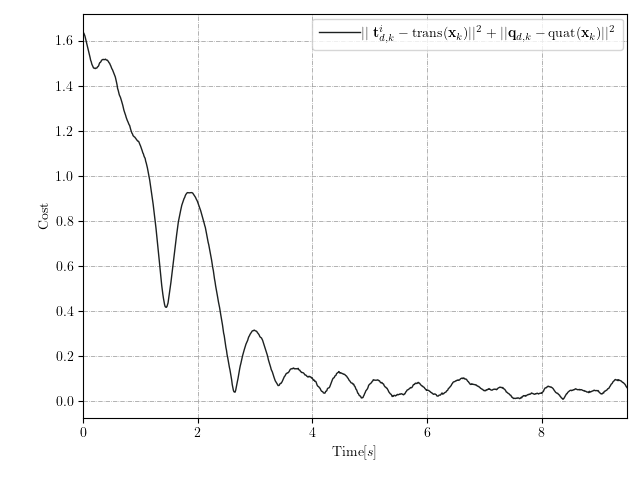 || t^i_{d,k} − trans(x_k)||^2 + ||q_{d,k} − quat(x_k)||^2
1.6
1.4
1.2
1.0
0.8
0.6
0.4
0.2
0.0
Cost
0 2 4 6 8
Time[s]